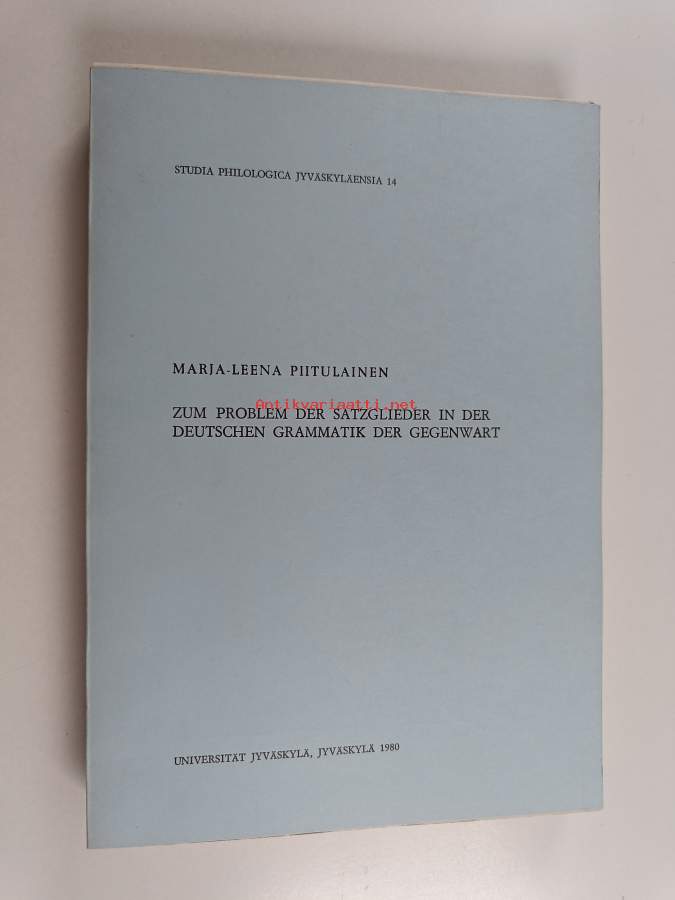 STUDIA PHILOLOGICA JYVÄSKYLÄENSIA 14
MARJA-LEENA PIITULAINEN
Antikvariaatti.net
ZUM PROBLEM DER SATZGLIEDER IN DER
DEUTSCHEN GRAMMATIK DER GEGENWART
UNIVERSITÄT JYVÄSKYLÄ, JYVÄSKYLÄ 1980